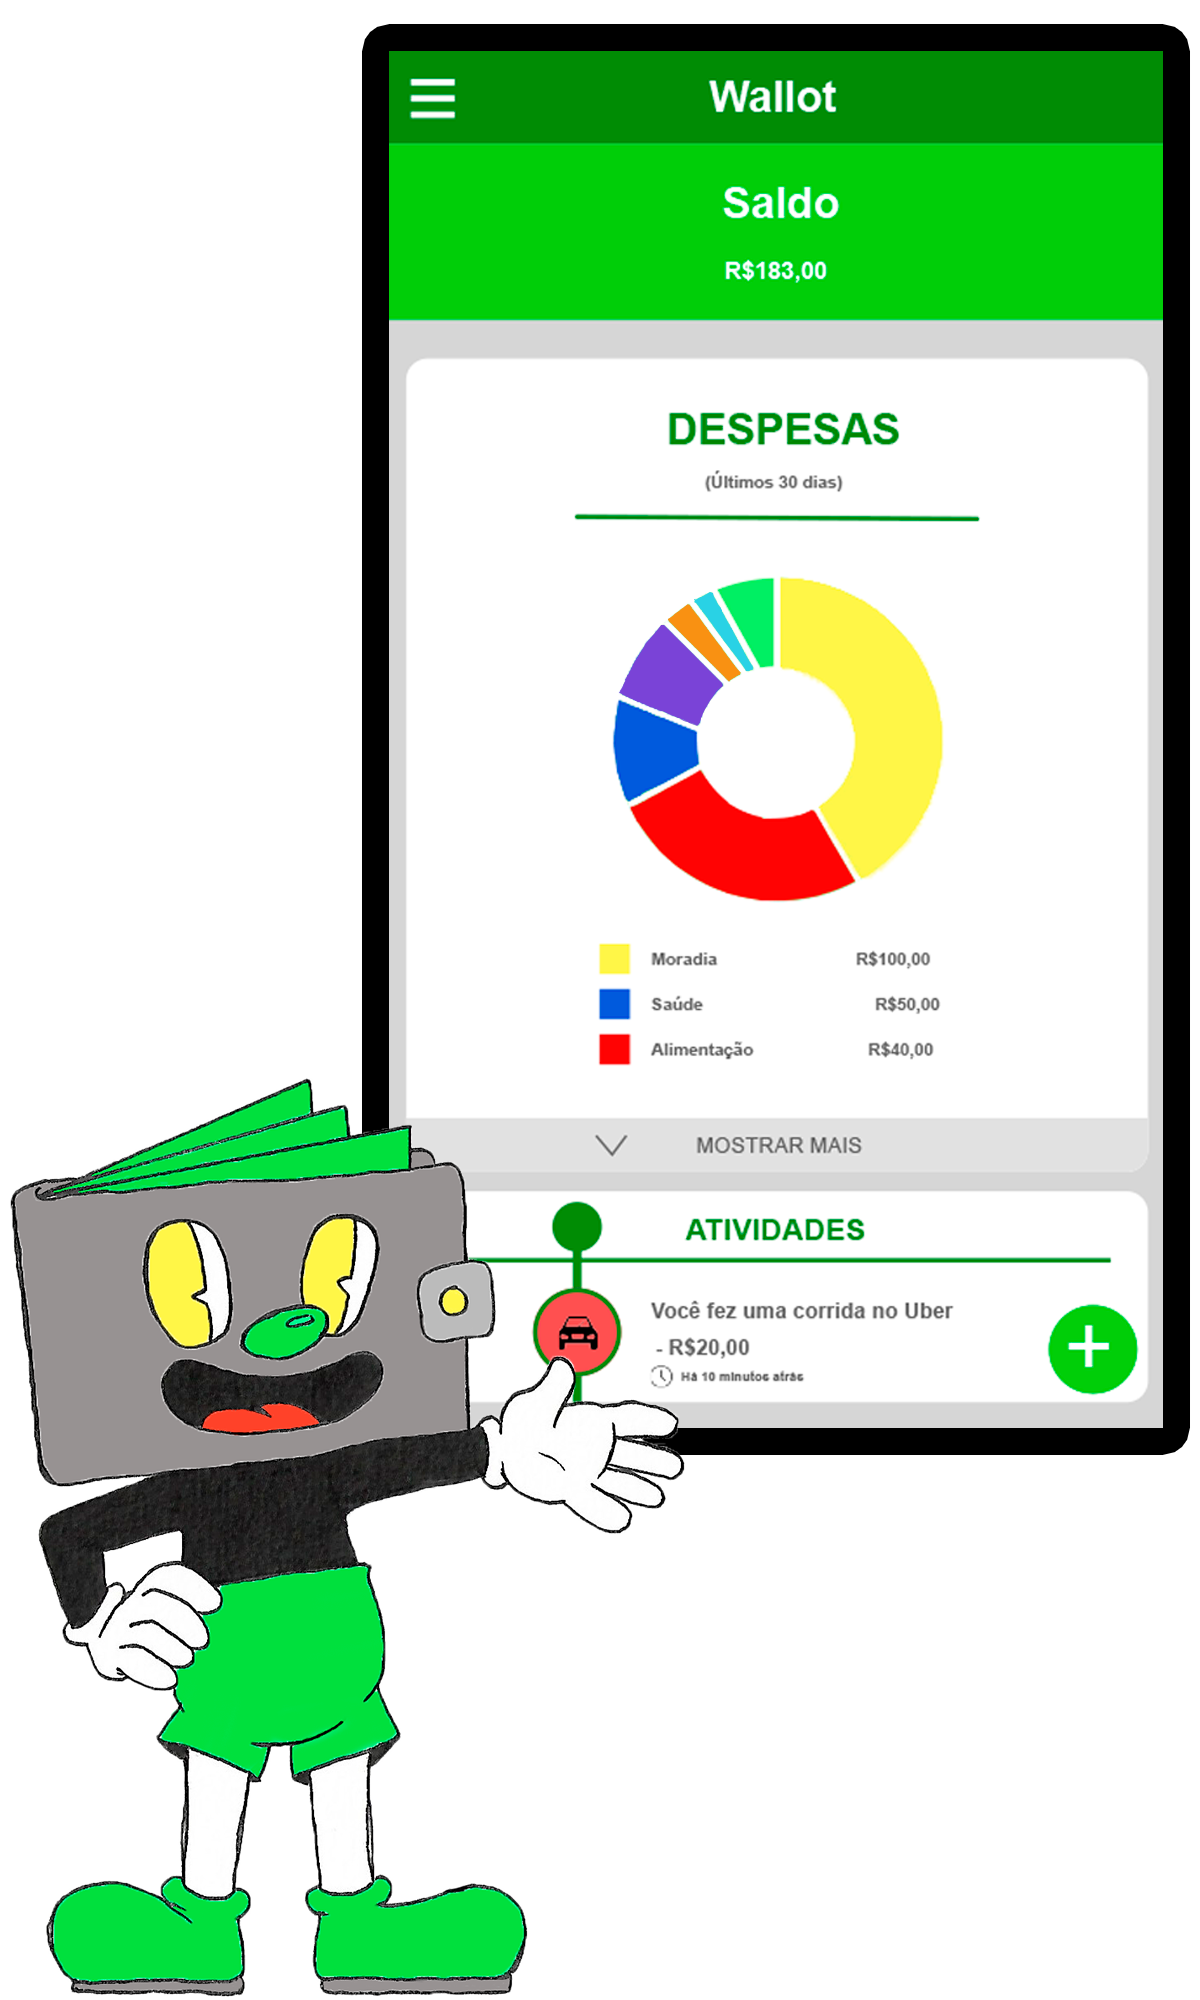 Wallot
Saldo
R$183,00
DESPESAS
(Últimos 30 dias)
Moradia R$100,00
Saúde R$50,00
Alimentação R$40,00
MOSTRAR MAIS
ATIVIDADES
Você fez uma corrida no Uber
- R$20,00
Há 10 minutos atrás